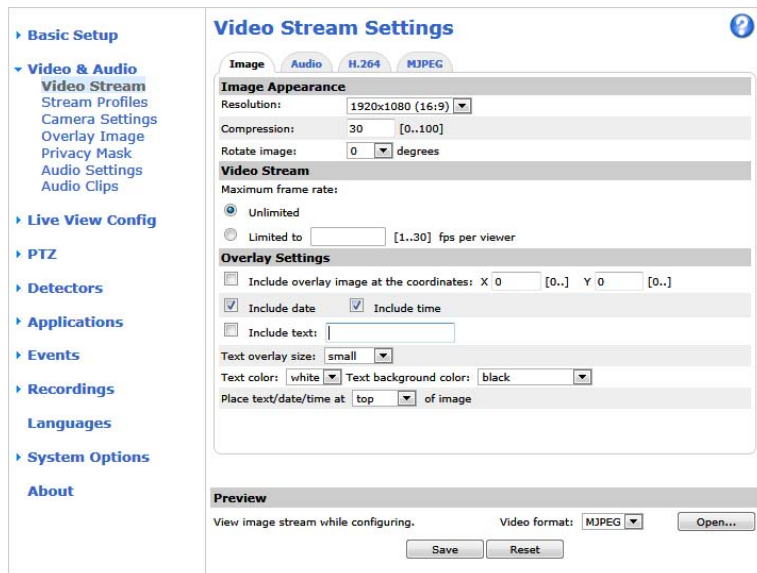 Basic Setup
Video & Audio
Video Stream
Stream Profiles
Camera Settings
Overlay Image
Privacy Mask
Audio Settings
Audio Clips
Live View Config
PTZ
Detectors
Applications
Events
Recordings
Languages
System Options
About
Video Stream Settings
?
Image Audio H.264 MJPEG
Image Appearance
Resolution: 1920x1080 (16:9)
Compression: 30 [0..100]
Rotate image: 0 degrees
Video Stream
Maximum frame rate:
Unlimited
Limited to [1..30] fps per viewer
Overlay Settings
Include overlay image at the coordinates: X 0 [0..] Y 0 [0..]
Include date Include time
Include text:
Text overlay size: small
Text color: white Text background color: black
Place text/date/time at top of image
Preview
View image stream while configuring. Video format: MJPEG Open...
Save Reset